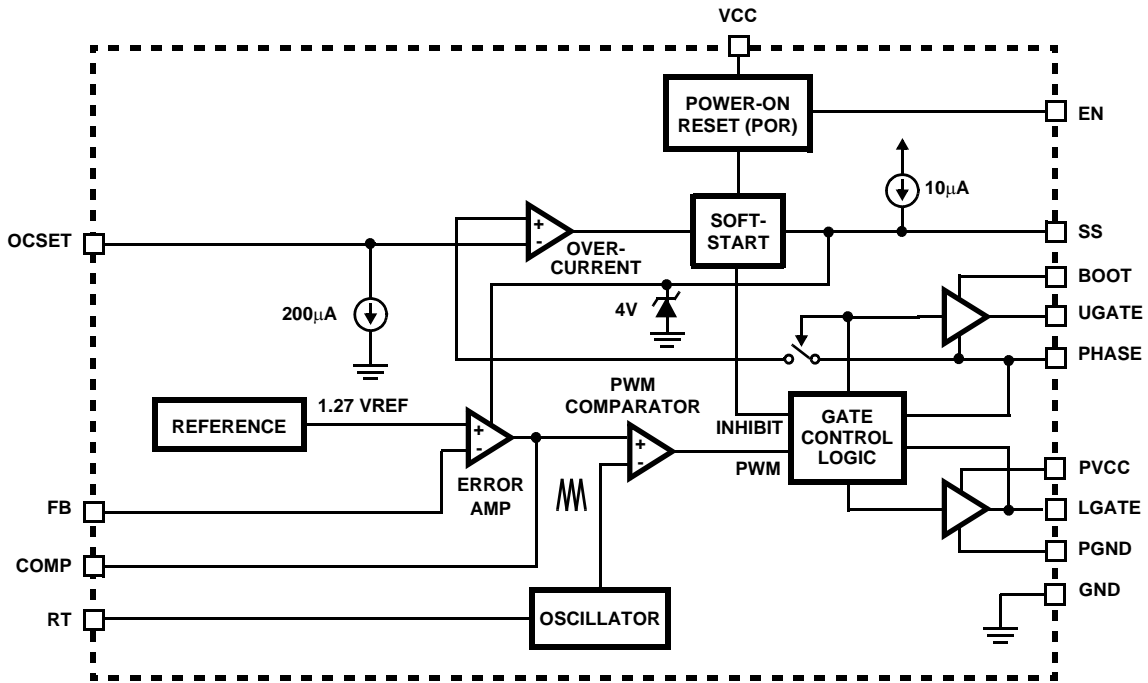 VCC
POWER-ON
RESET (POR)
EN
10µA
SOFT-
START
+
-
OVER-
CURRENT
OCSET
SS
BOOT
200µA
4V
UGATE
PHASE
PWM
COMPARATOR
1.27 VREF
REFERENCE
+
-
ERROR
AMP
+
-
INHIBIT
PWM
GATE
CONTROL
LOGIC
PVCC
FB
LGATE
COMP
PGND
GND
RT
OSCILLATOR